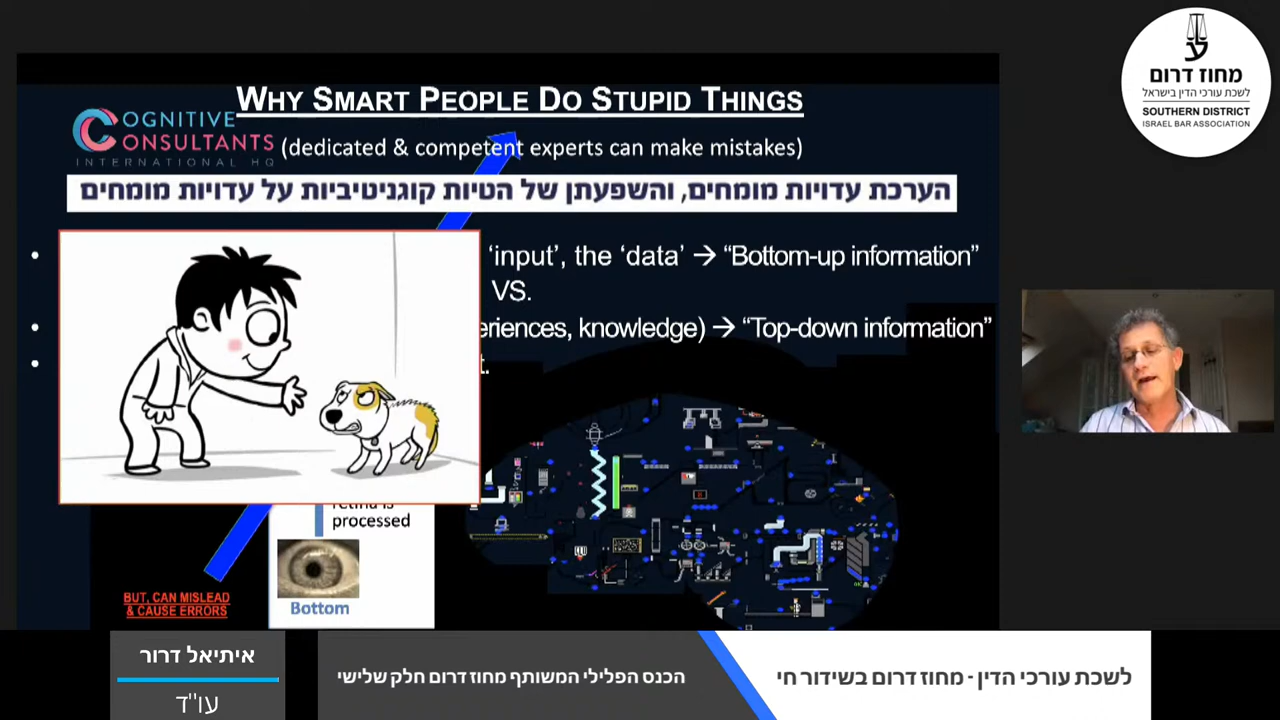 WHY SMART PEOPLE DO STUPID THINGS
COGNITIVE
CONSULTANTS
INTERNATIONAL HQ
(dedicated & competent experts can make mistakes)
הערכת עדויות מומחים, והשפעתן של הטיות קוגניטיביות על עדויות מומחים
'input', the 'data' → "Bottom-up information"
VS.
eriences, knowledge) → "Top-down information"
t.
retina is
processed
Bottom
BUT, CAN MISLEAD
& CAUSE ERRORS
מחוז דרום
לשכת עורכי הדין בישראל
SOUTHERN DISTRICT
ISRAEL BAR ASSOCIATION
איתיאל דרור
עו"ד
הכנס הפלילי המשותף מחוז דרום חלק שלישי
לשכת עורכי הדין - מחוז דרום בשידור חי